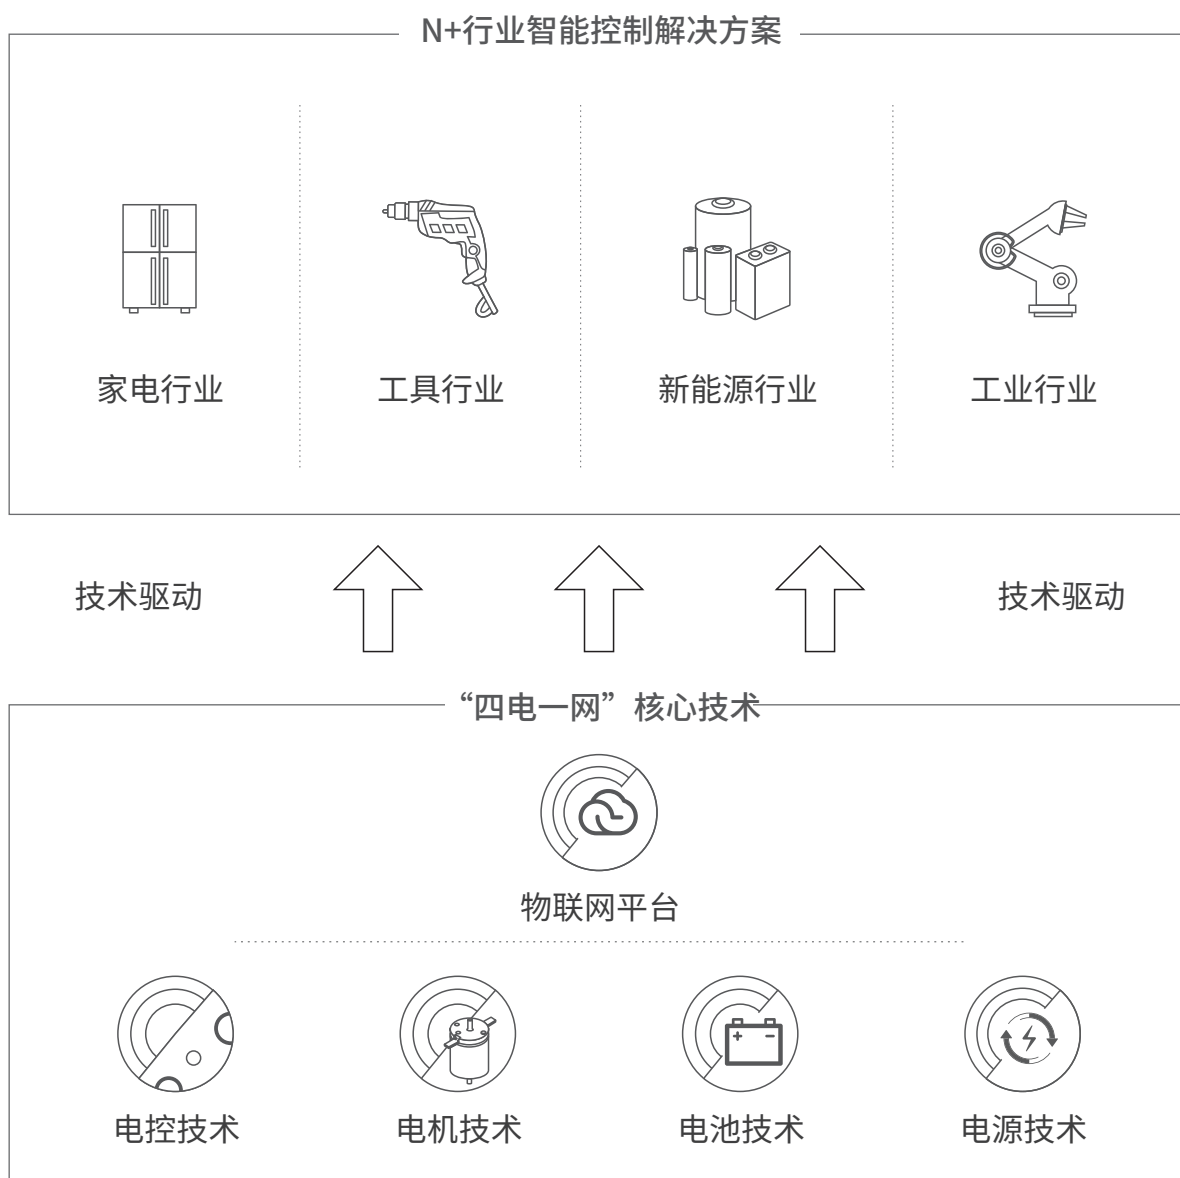 N+行业智能控制解决方案
家电行业
工具行业
新能源行业
工业行业
技术驱动
技术驱动
“四电一网”核心技术
物联网平台
电控技术
电机技术
电池技术
电源技术